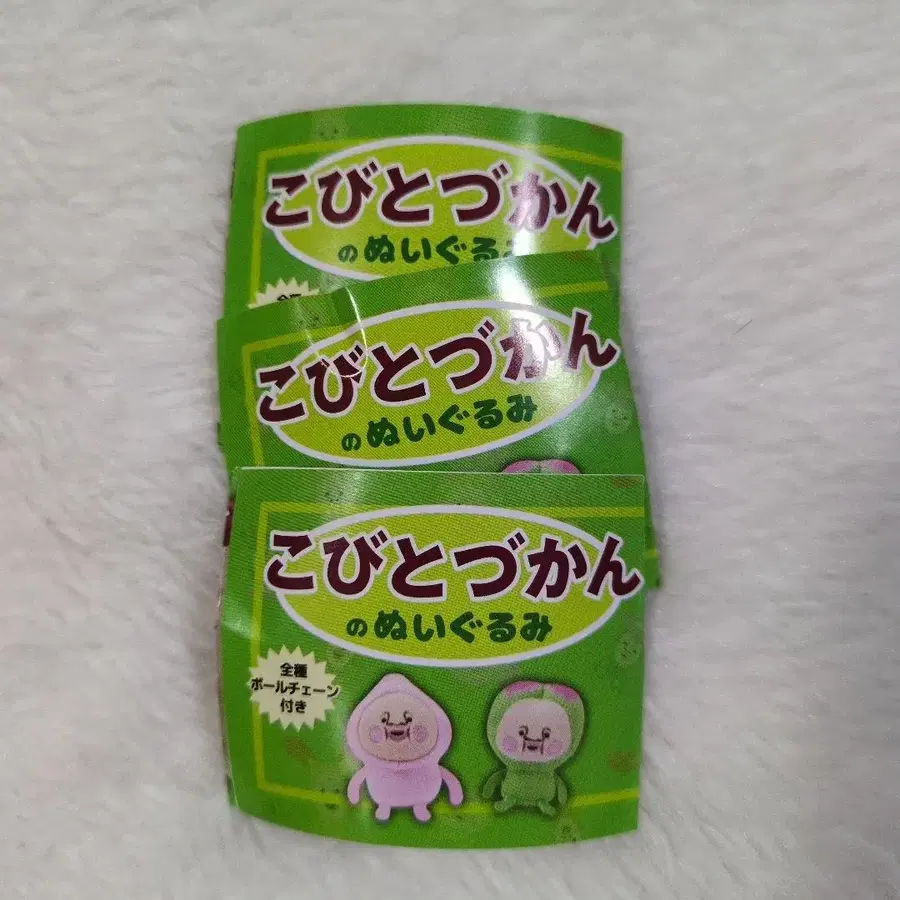 こびとづかん
のぬいぐるみ
こびとづかん
のぬいぐるみ
こびとづかん
のぬいぐるみ
全種
ボールチェーン
付き